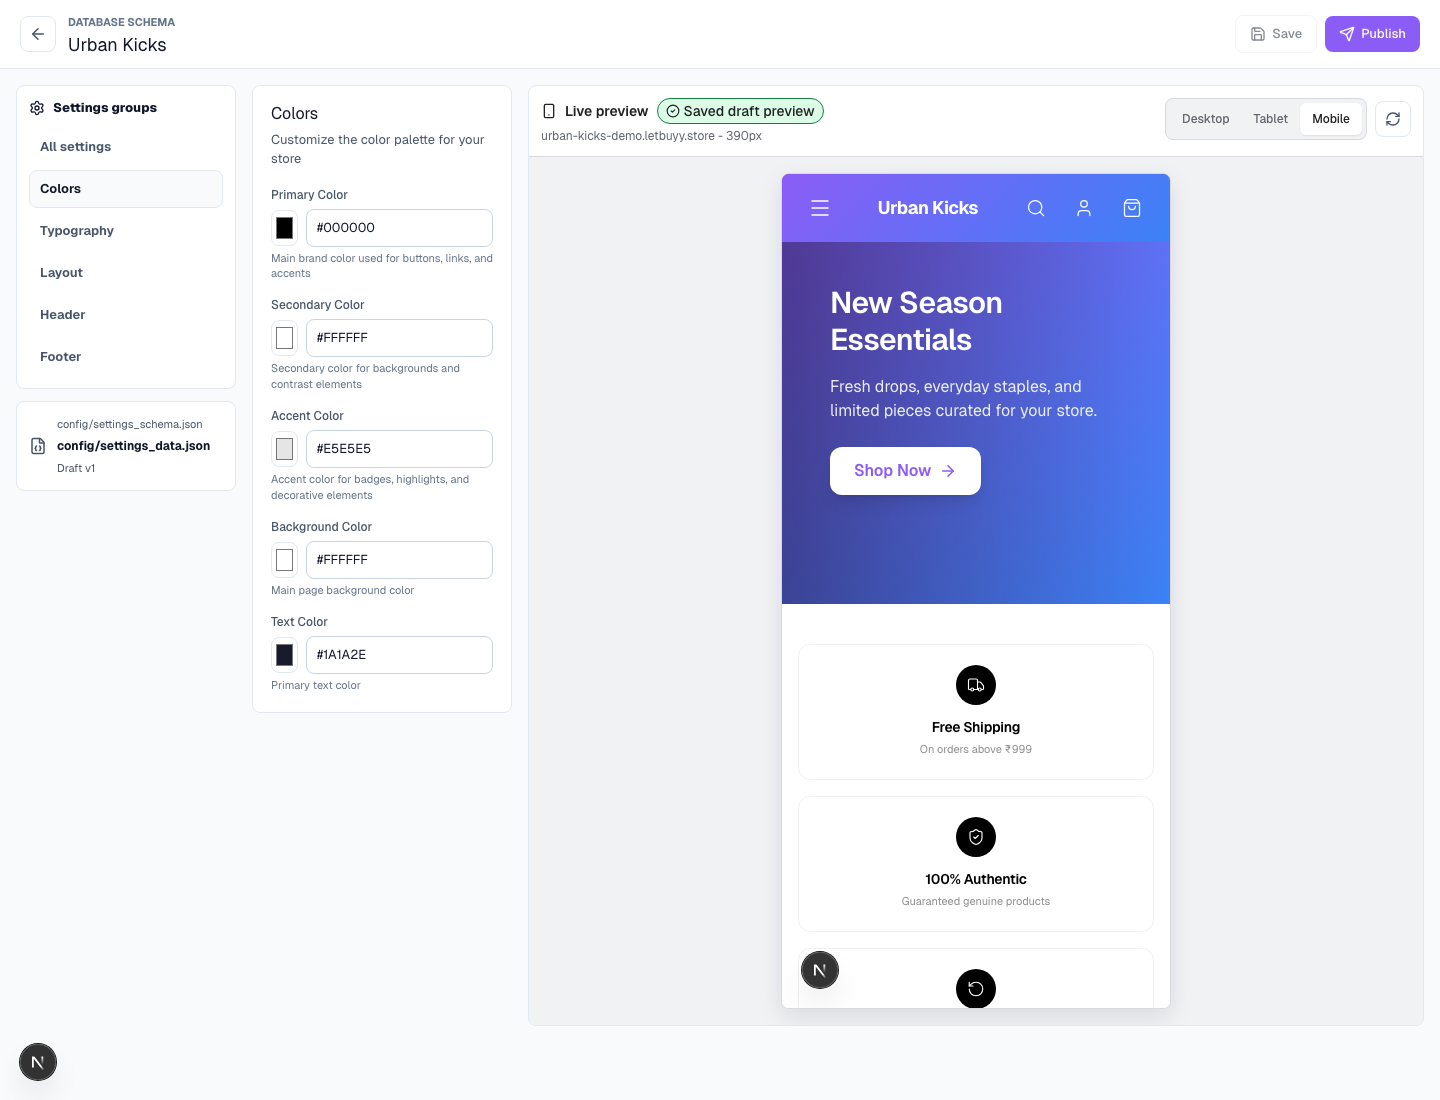 DATABASE SCHEMA
Urban Kicks
Save
Publish
Settings groups
All settings
Colors
Typography
Layout
Header
Footer
config/settings_schema.json
config/settings_data.json
Draft v1
Colors
Customize the color palette for your
store
Primary Color
#000000
Main brand color used for buttons, links, and
accents
Secondary Color
#FFFFFF
Secondary color for backgrounds and
contrast elements
Accent Color
#E5E5E5
Accent color for badges, highlights, and
decorative elements
Background Color
#FFFFFF
Main page background color
Text Color
#1A1A2E
Primary text color
Live preview
Saved draft preview
urban-kicks-demo.letbuyy.store - 390px
Desktop
Tablet
Mobile
Urban Kicks
New Season
Essentials
Fresh drops, everyday staples, and
limited pieces curated for your store.
Shop Now
Free Shipping
On orders above ₹999
100% Authentic
Guaranteed genuine products
N
N